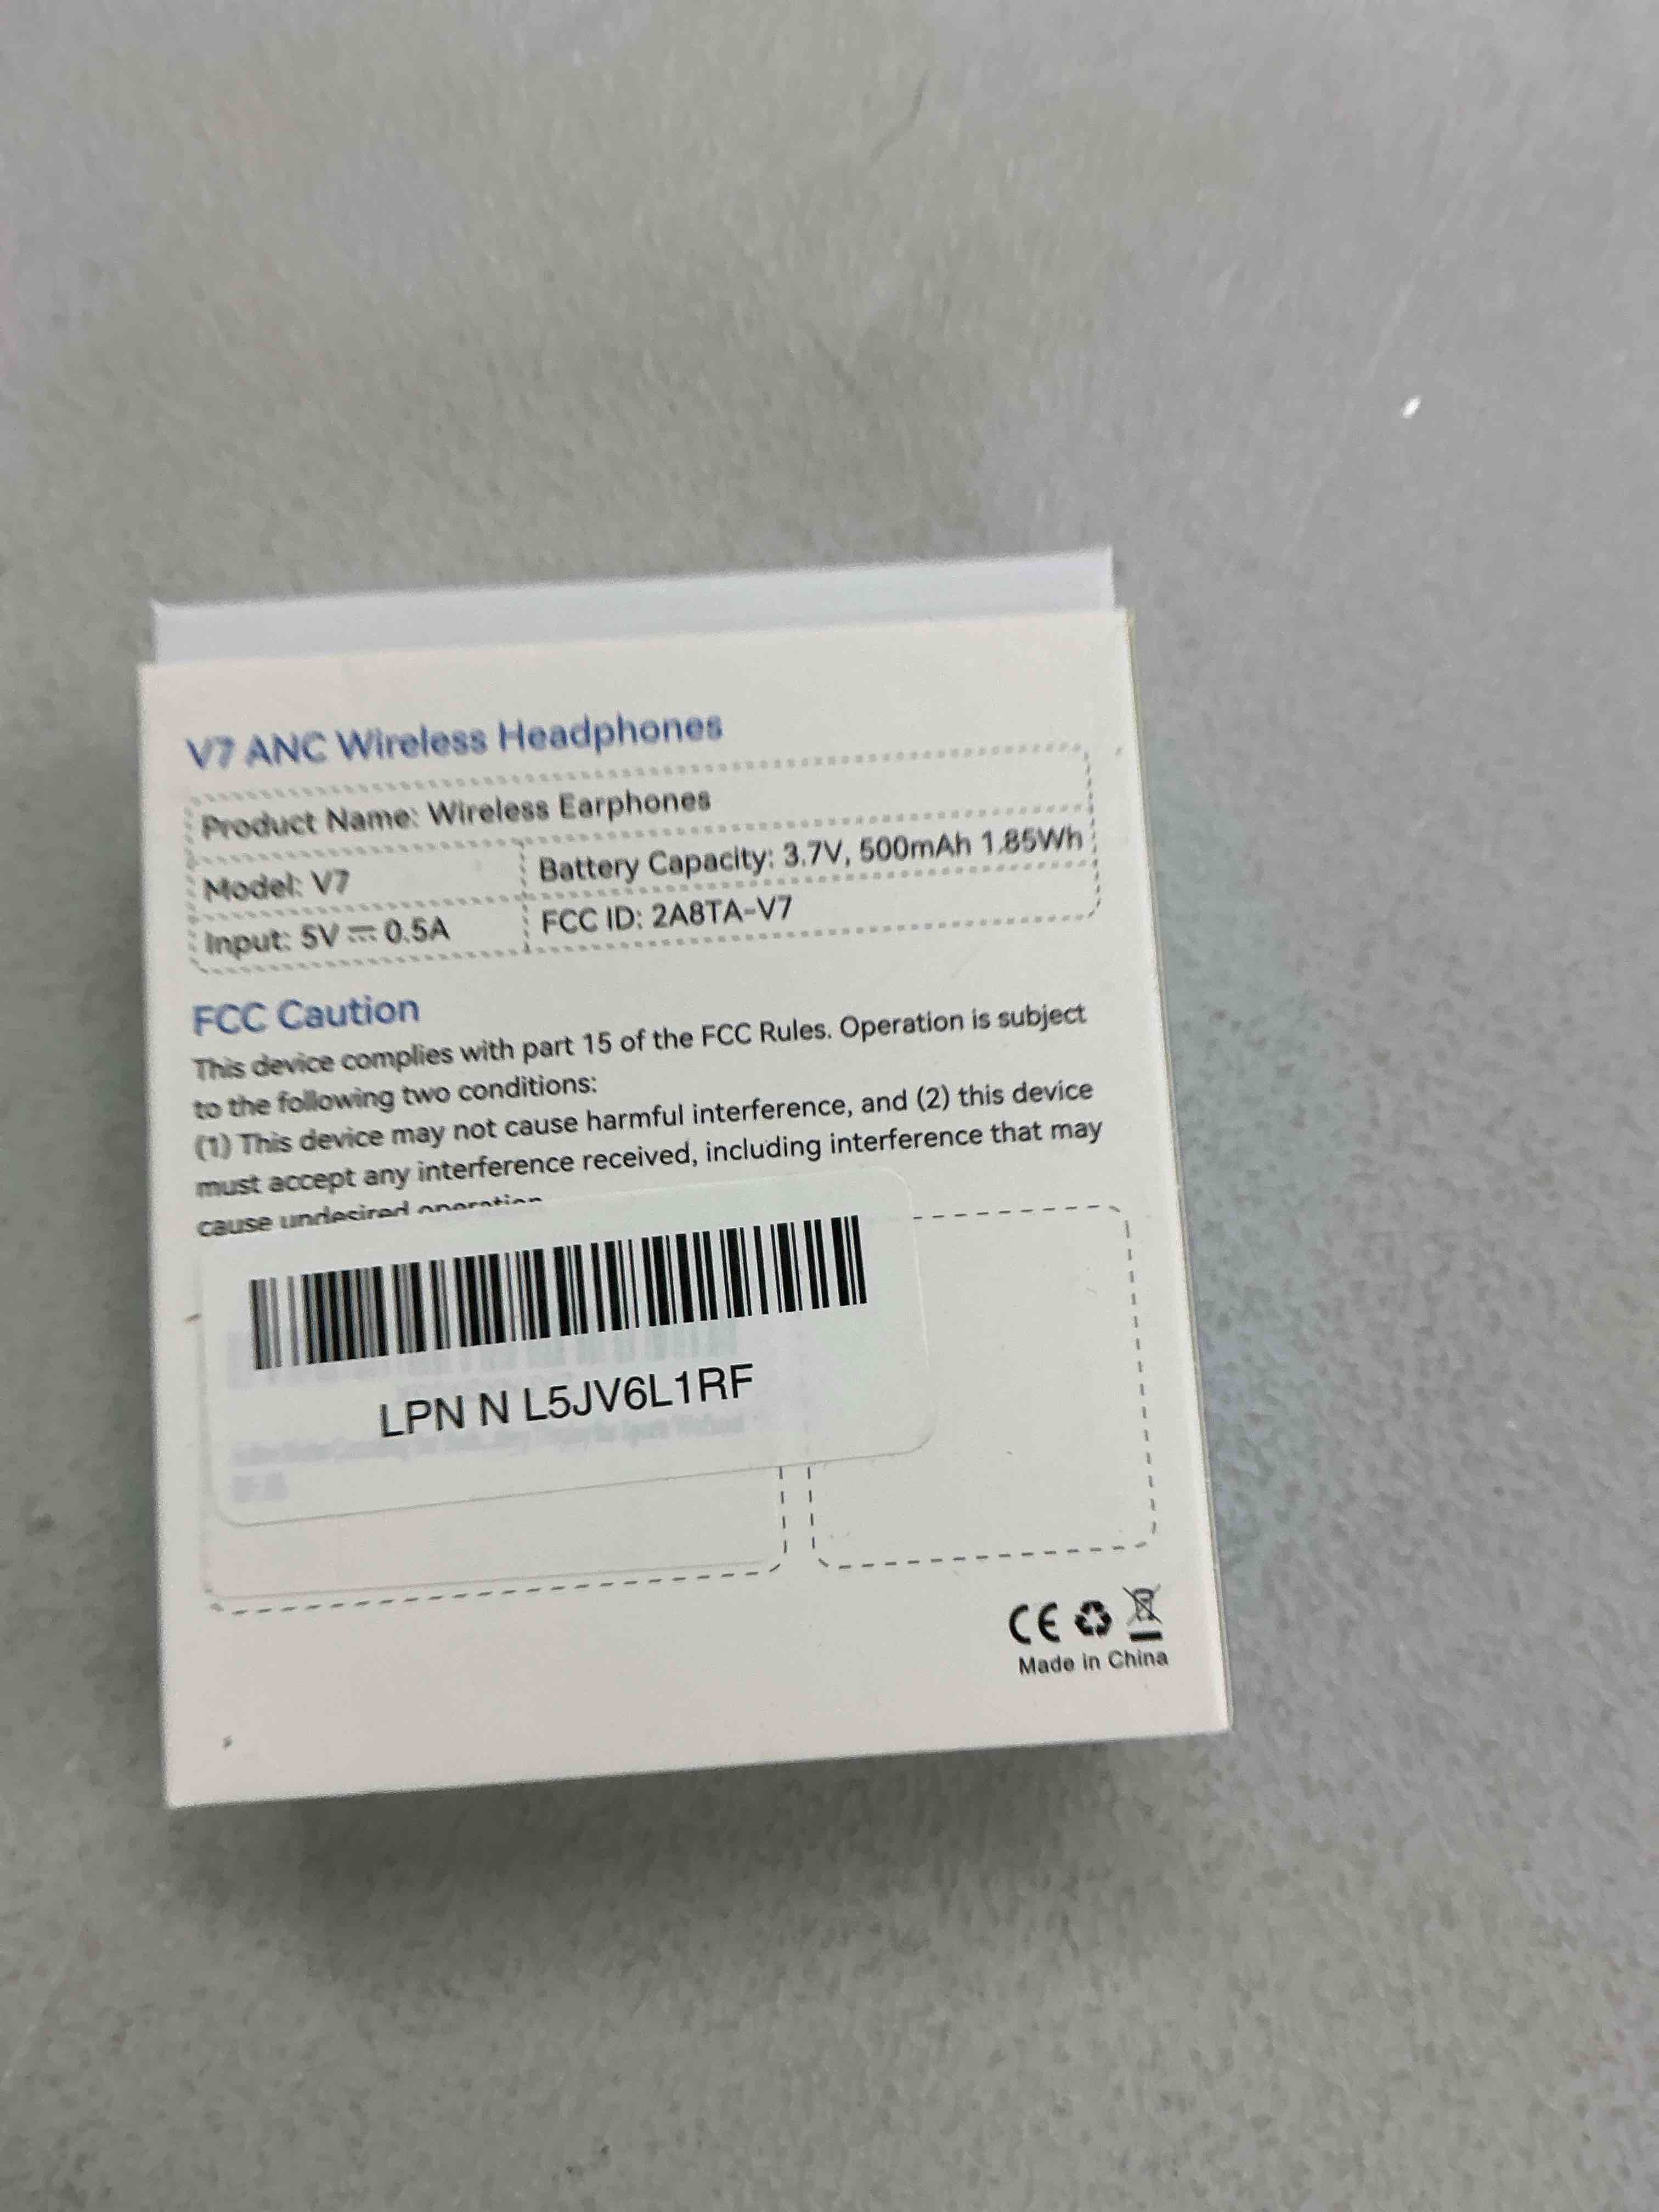 V7 ANC Wireless Headphones
Product Name: Wireless Earphones
Model: V7
Battery Capacity: 3.7V, 500mAh 1.85Wh
Input: 5V ⎓ 0.5A
FCC ID: 2A8TA-V7
FCC Caution
This device complies with part 15 of the FCC Rules. Operation is subject
to the following two conditions:
(1) This device may not cause harmful interference, and (2) this device
must accept any interference received, including interference that may
cause undesired operation
LPN N L5JV6L1RF
CE
Made in China